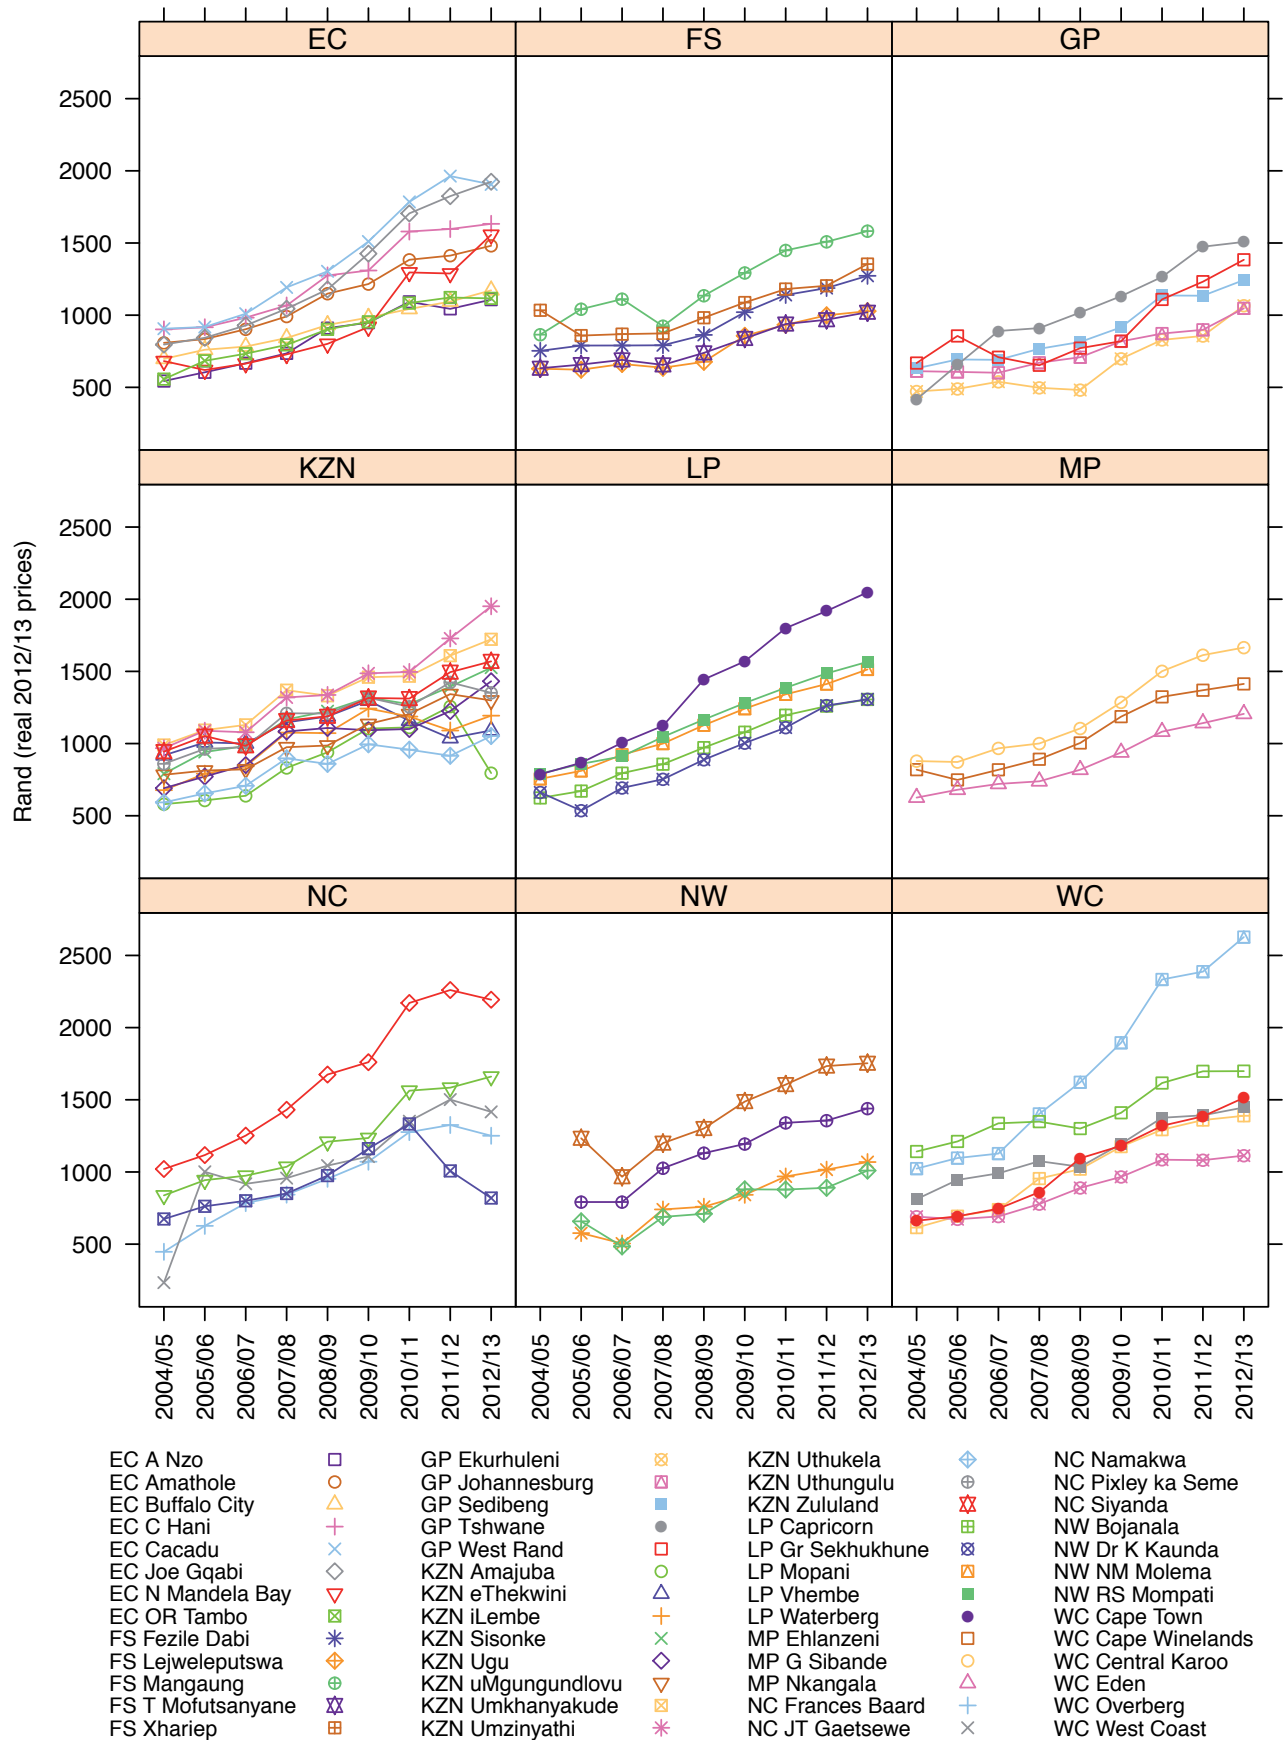 EC FS GP
2500
2000
1500
1000
500
KZN LP MP
2500
2000
1500
1000
500
Rand (real 2012/13 prices)
NC NW WC
2500
2000
1500
1000
500
2004/05 2005/06 2006/07 2007/08 2008/09 2009/10 2010/11 2011/12 2012/13 2004/05 2005/06 2006/07 2007/08 2008/09 2009/10 2010/11 2011/12 2012/13 2004/05 2005/06 2006/07 2007/08 2008/09 2009/10 2010/11 2011/12 2012/13
EC A Nzo GP Ekurhuleni KZN Uthukela NC Namakwa
EC Amathole GP Johannesburg KZN Uthungulu NC Pixley ka Seme
EC Buffalo City GP Sedibeng KZN Zululand NC Siyanda
EC C Hani GP Tshwane LP Capricorn NW Bojanala
EC Cacadu GP West Rand LP Gr Sekhukhune NW Dr K Kaunda
EC Joe Gqabi KZN Amajuba LP Mopani NW NM Molema
EC N Mandela Bay KZN eThekwini LP Vhembe NW RS Mompati
EC OR Tambo KZN iLembe LP Waterberg WC Cape Town
FS Fezile Dabi KZN Sisonke MP Ehlanzeni WC Cape Winelands
FS Lejweleputswa KZN Ugu MP G Sibande WC Central Karoo
FS Mangaung KZN uMgungundlovu MP Nkangala WC Eden
FS T Mofutsanyane KZN Umkhanyakude NC Frances Baard WC Overberg
FS Xhariep KZN Umzinyathi NC JT Gaetsewe WC West Coast